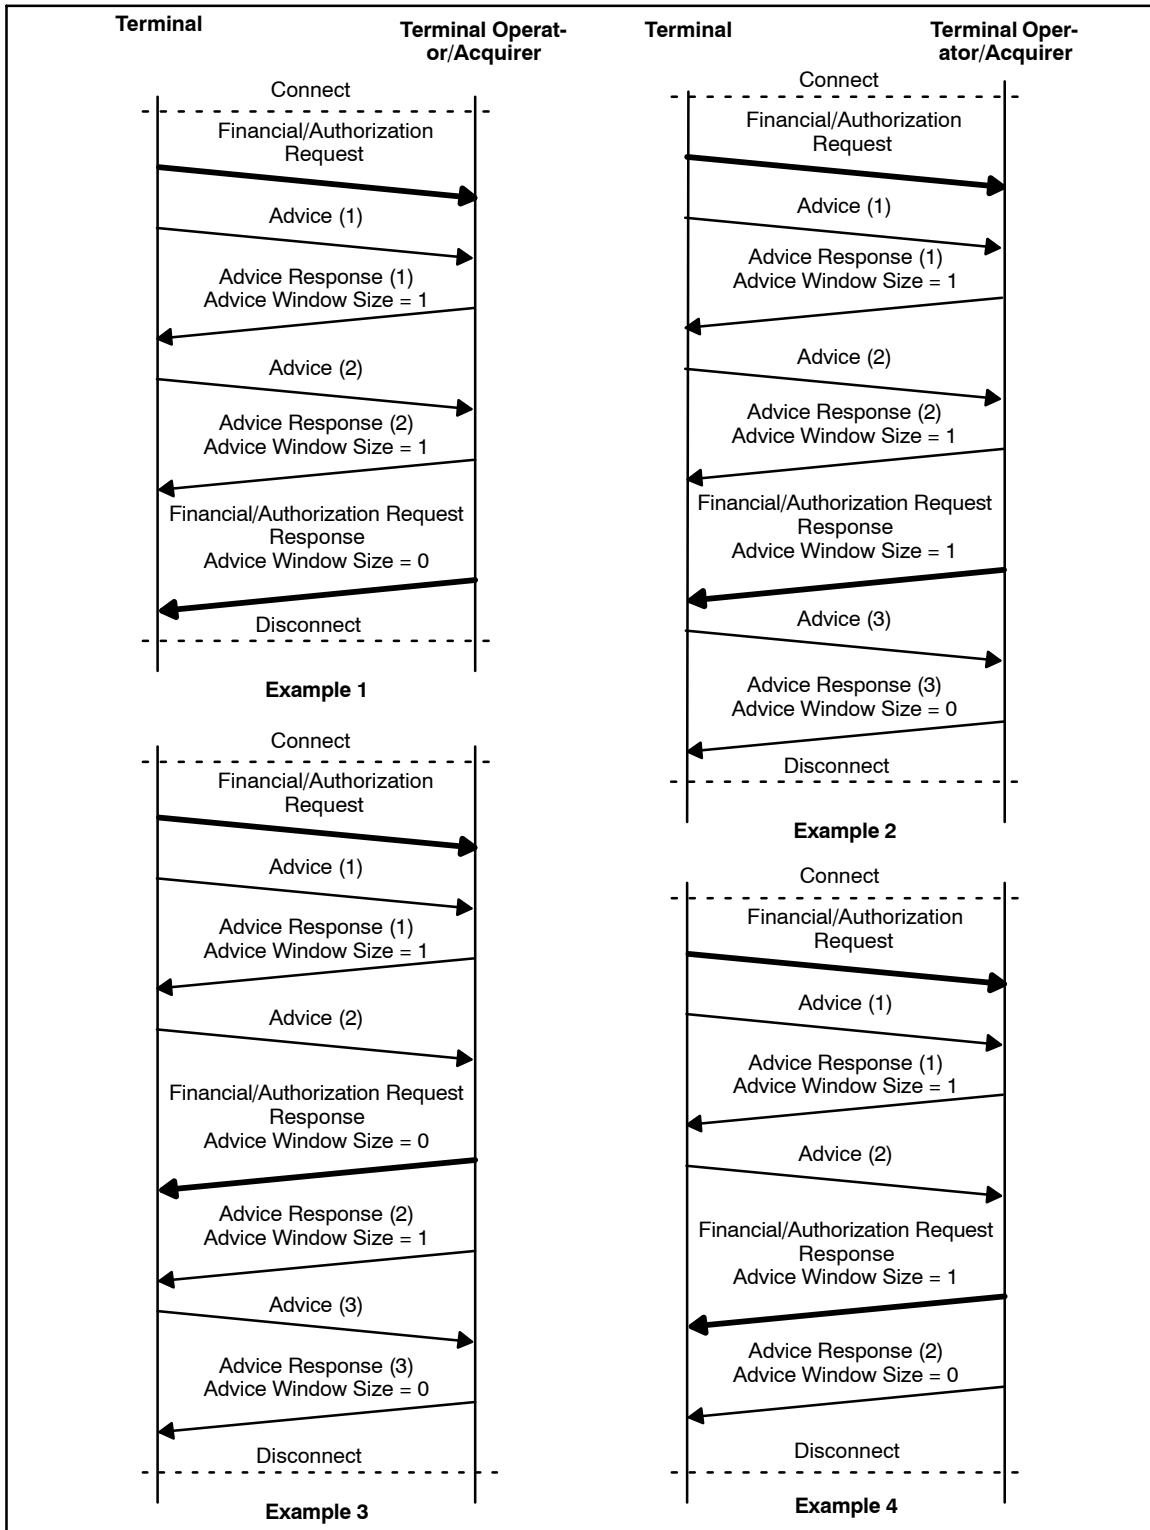 Terminal
Terminal Operat-
or/Acquirer
Connect
Financial/Authorization
Request
Advice (1)
Advice Response (1)
Advice Window Size = 1
Advice (2)
Advice Response (2)
Advice Window Size = 1
Financial/Authorization Request
Response
Advice Window Size = 0
Disconnect
Example 1
Terminal
Terminal Oper-
ator/Acquirer
Connect
Financial/Authorization
Request
Advice (1)
Advice Response (1)
Advice Window Size = 1
Advice (2)
Advice Response (2)
Advice Window Size = 1
Financial/Authorization Request
Response
Advice Window Size = 1
Advice (3)
Advice Response (3)
Advice Window Size = 0
Disconnect
Example 2
Connect
Financial/Authorization
Request
Advice (1)
Advice Response (1)
Advice Window Size = 1
Advice (2)
Financial/Authorization Request
Response
Advice Window Size = 0
Advice Response (2)
Advice Window Size = 1
Advice (3)
Advice Response (3)
Advice Window Size = 0
Disconnect
Example 3
Connect
Financial/Authorization
Request
Advice (1)
Advice Response (1)
Advice Window Size = 1
Advice (2)
Financial/Authorization Request
Response
Advice Window Size = 1
Advice Response (2)
Advice Window Size = 0
Disconnect
Example 4